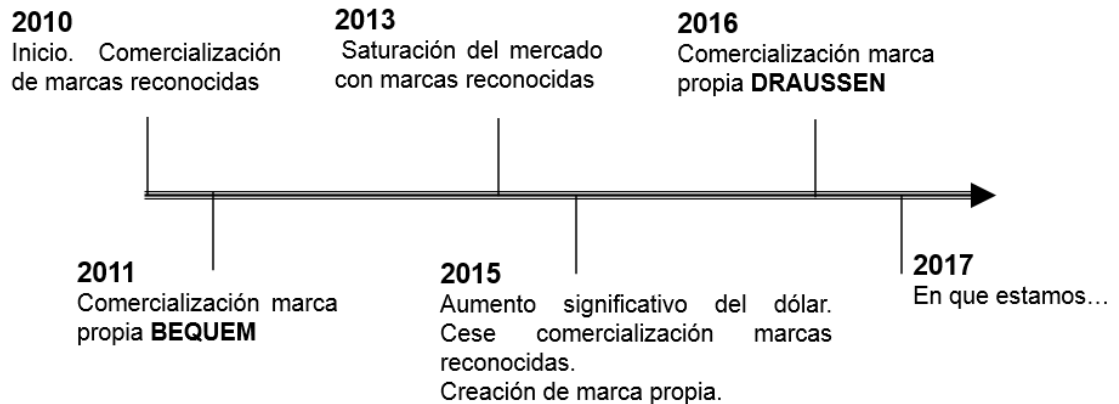 2010
Inicio. Comercialización
de marcas reconocidas
2013
Saturación del mercado
con marcas reconocidas
2016
Comercialización marca
propia DRAUSSEN
2011
Comercialización marca
propia BEQUEM
2015
Aumento significativo del dólar.
Cese comercialización marcas
reconocidas.
Creación de marca propia.
2017
En que estamos…